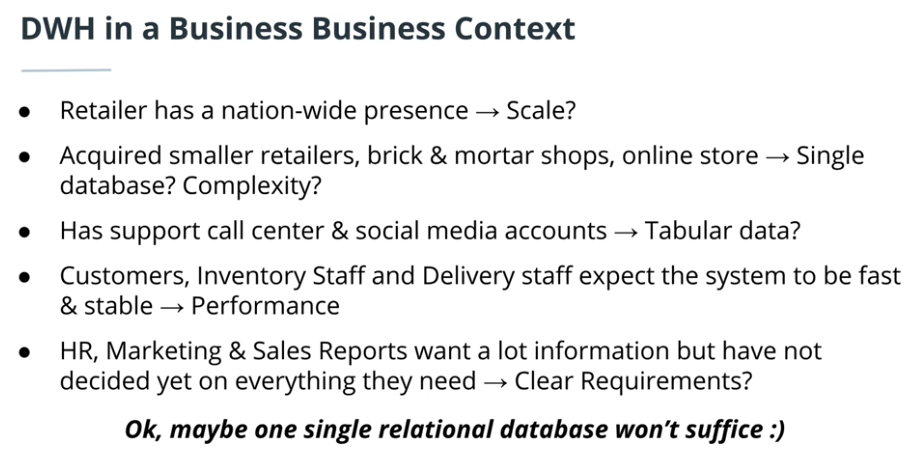 DWH in a Business Business Context
● Retailer has a nation-wide presence → Scale?
● Acquired smaller retailers, brick & mortar shops, online store → Single
database? Complexity?
● Has support call center & social media accounts → Tabular data?
● Customers, Inventory Staff and Delivery staff expect the system to be fast
& stable → Performance
● HR, Marketing & Sales Reports want a lot information but have not
decided yet on everything they need → Clear Requirements?
Ok, maybe one single relational database won’t suffice :)